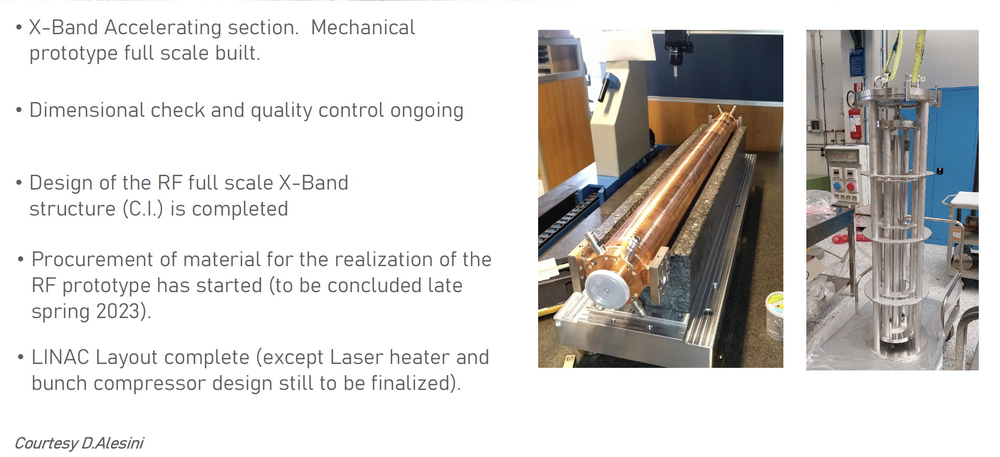 • X-Band Accelerating section. Mechanical
prototype full scale built.
• Dimensional check and quality control ongoing
• Design of the RF full scale X-Band
structure (C.I.) is completed
• Procurement of material for the realization of the
RF prototype has started (to be concluded late
spring 2023).
• LINAC Layout complete (except Laser heater and
bunch compressor design still to be finalized).
Courtesy D.Alesini